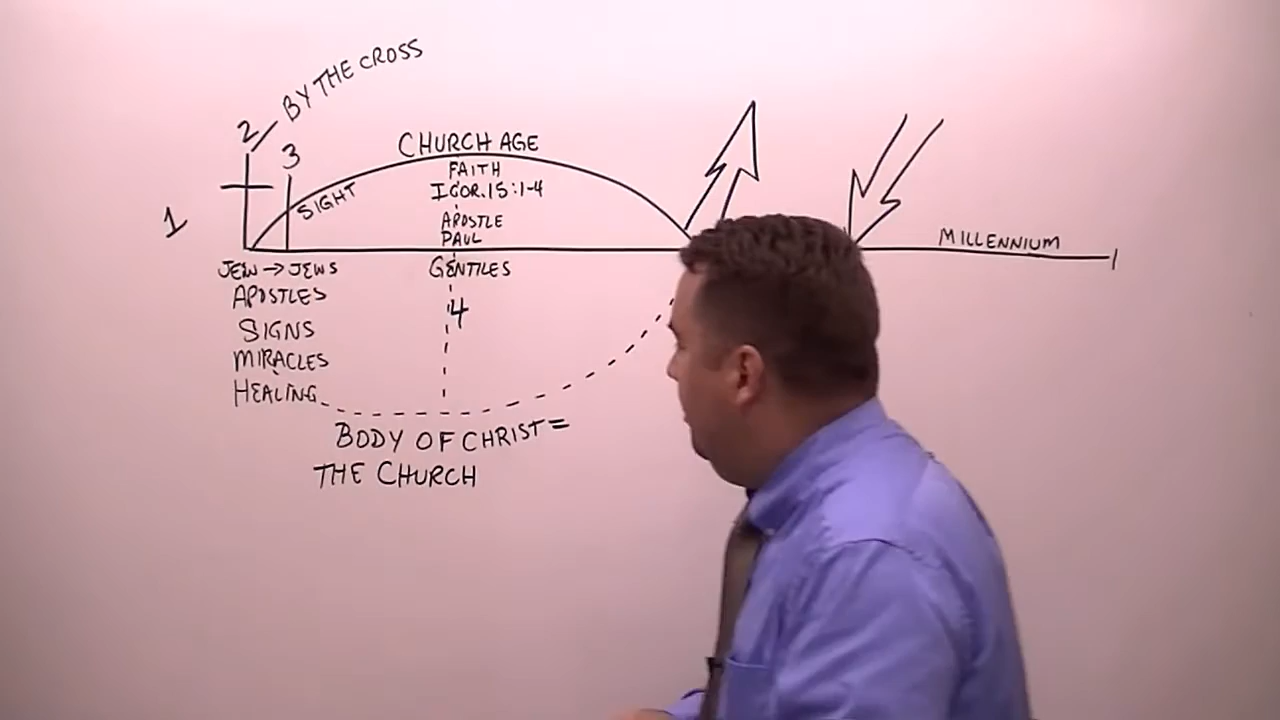 BY THE CROSS
2
3
CHURCH AGE
FAITH
I COR. 15:1-4
SIGHT
1
APOSTLE
PAUL
MILLENNIUM
JEW → JEWS
GENTILES
APOSTLES
4
SIGNS
MIRACLES
HEALING
BODY OF CHRIST =
THE CHURCH